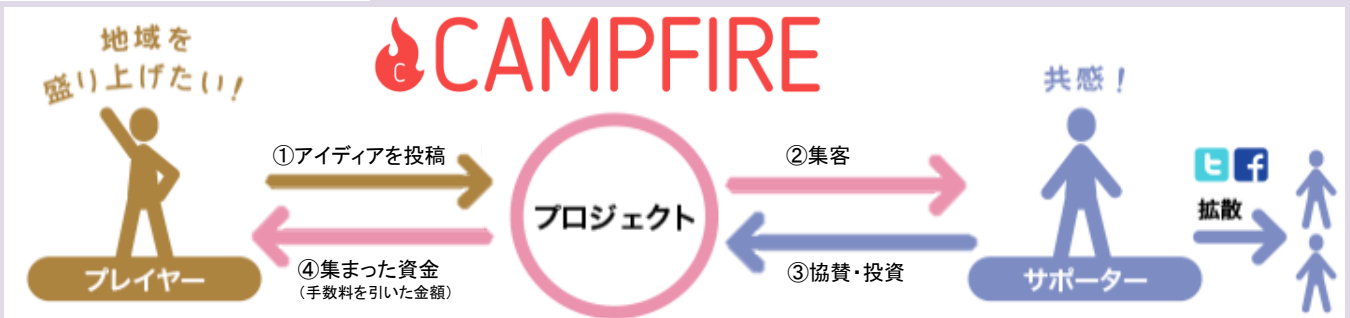 地域を
盛り上げたい!
CAMPFIRE
共感!
①アイディアを投稿
②集客
プロジェクト
拡散
④集まった資金
(手数料を引いた金額)
③協賛・投資
プレイヤー
サポーター